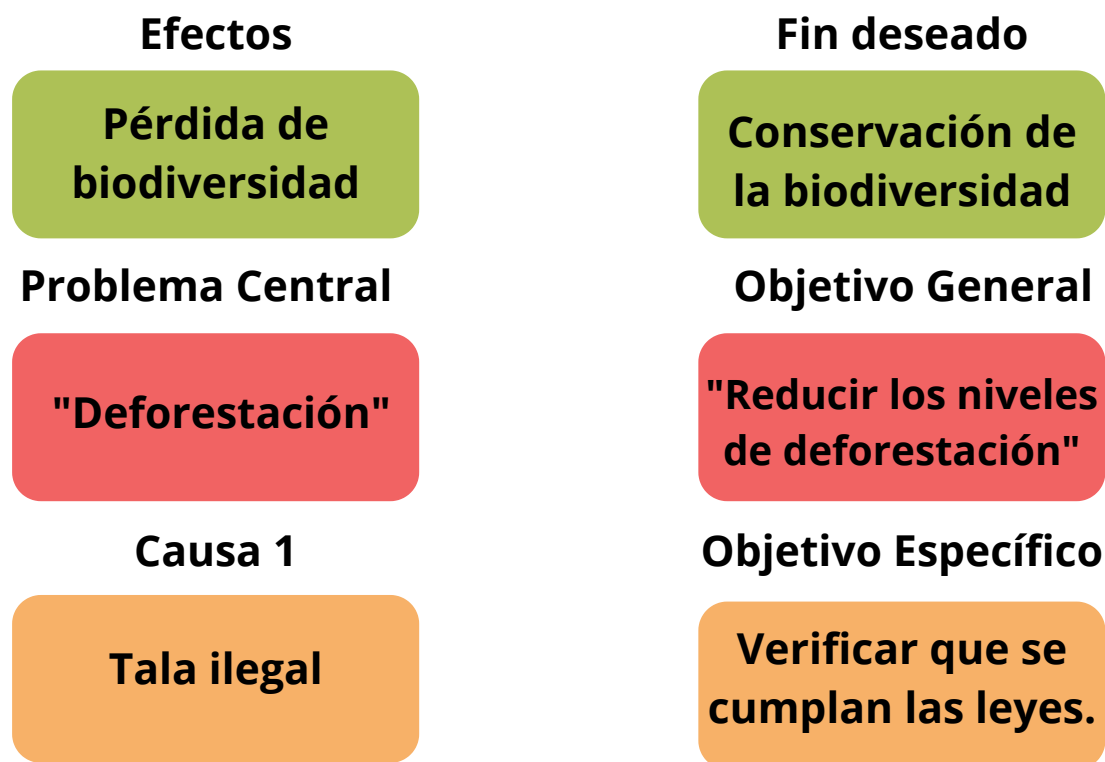 Efectos
Pérdida de
biodiversidad
Problema Central
"Deforestación"
Causa 1
Tala ilegal
Fin deseado
Conservación de
la biodiversidad
Objetivo General
"Reducir los niveles
de deforestación"
Objetivo Específico
Verificar que se
cumplan las leyes.